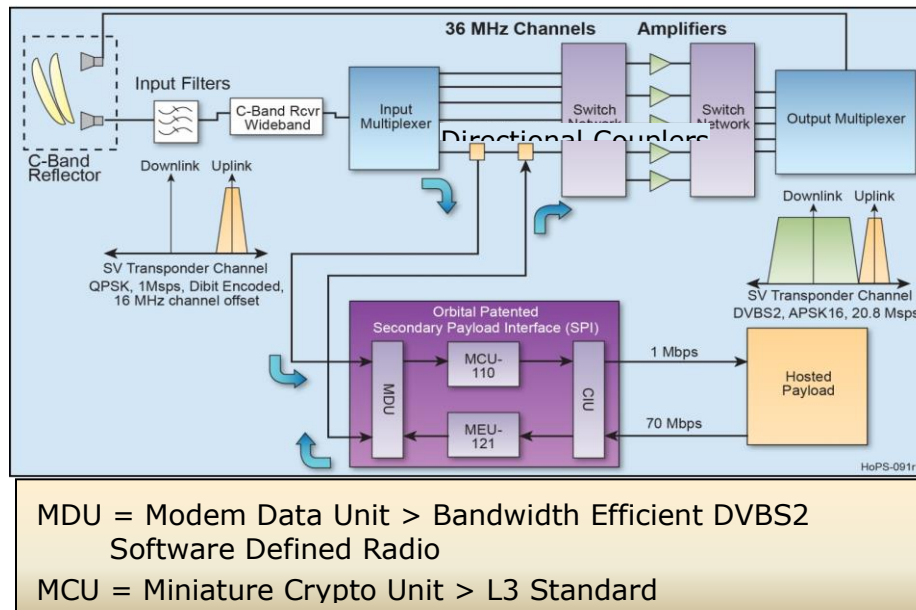 36 MHz Channels
Amplifiers
Input Filters
C-Band Rcvr
Wideband
Input
Multiplexer
Switch
Network
Switch
Network
Output Multiplexer
Directional Couplers
C-Band
Reflector
Downlink
Uplink
SV Transponder Channel
QPSK, 1Msps, Dibit Encoded,
16 MHz channel offset
Downlink
Uplink
SV Transponder Channel
DVBS2, APSK16, 20.8 Msps
Orbital Patented
Secondary Payload Interface (SPI)
MDU
MCU-
110
MEU-
121
CIU
1 Mbps
70 Mbps
Hosted
Payload
HoPS-091r
MDU = Modem Data Unit > Bandwidth Efficient DVBS2
Software Defined Radio
MCU = Miniature Crypto Unit > L3 Standard